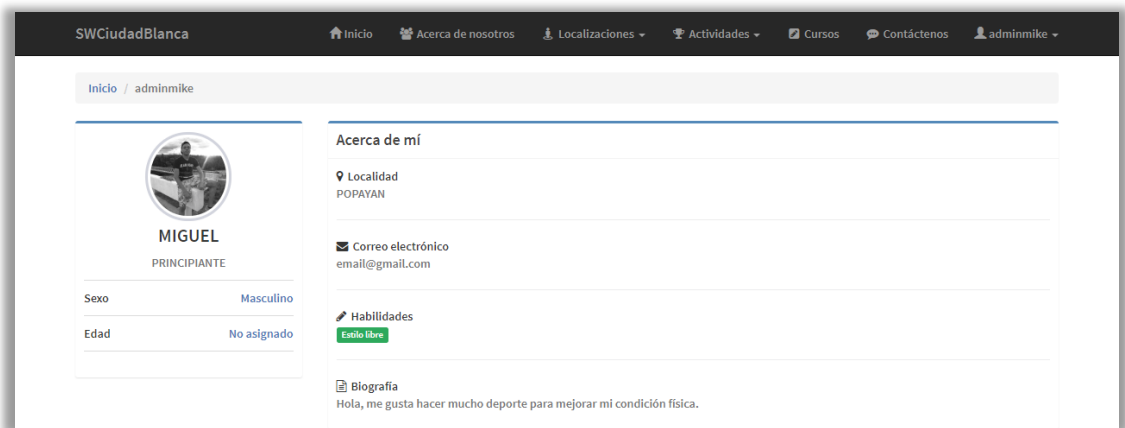 SWCiudadBlanca Inicio Acerca de nosotros Localizaciones Actividades Cursos Contáctenos adminmike
Inicio / adminmike
MIGUEL
PRINCIPIANTE
Sexo Masculino
Edad No asignado
Acerca de mí
Localidad
POPAYAN
Correo electrónico
email@gmail.com
Habilidades
Estilo libre
Biografía
Hola, me gusta hacer mucho deporte para mejorar mi condición física.